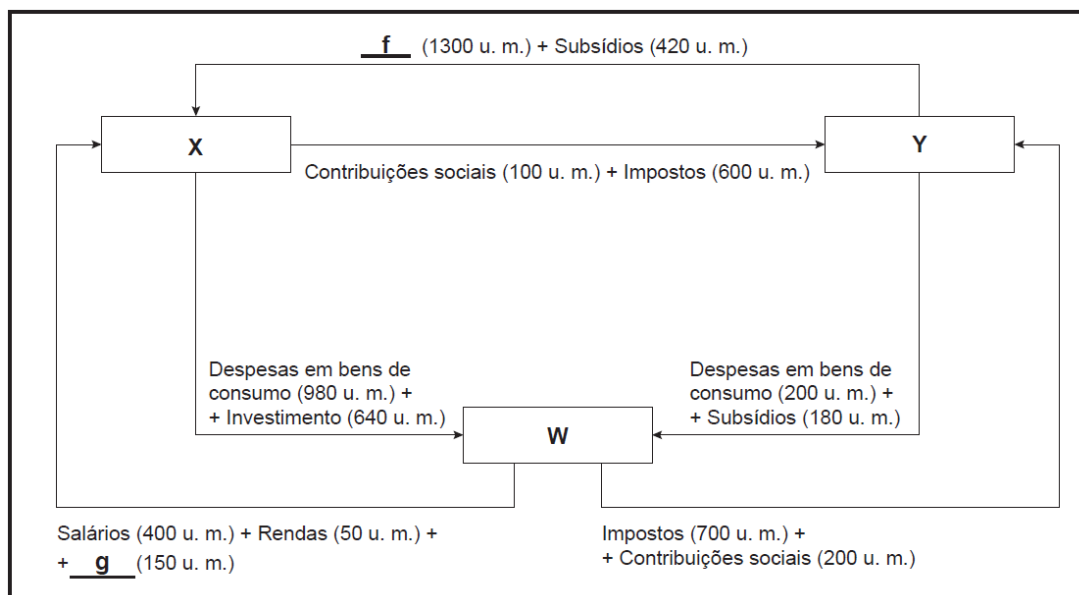 f (1300 u. m.) + Subsídios (420 u. m.)
X
Y
Contribuições sociais (100 u. m.) + Impostos (600 u. m.)
Despesas em bens de
consumo (980 u. m.) +
+ Investimento (640 u. m.)
Despesas em bens de
consumo (200 u. m.) +
+ Subsídios (180 u. m.)
W
Salários (400 u. m.) + Rendas (50 u. m.) +
+ g (150 u. m.)
Impostos (700 u. m.) +
+ Contribuições sociais (200 u. m.)